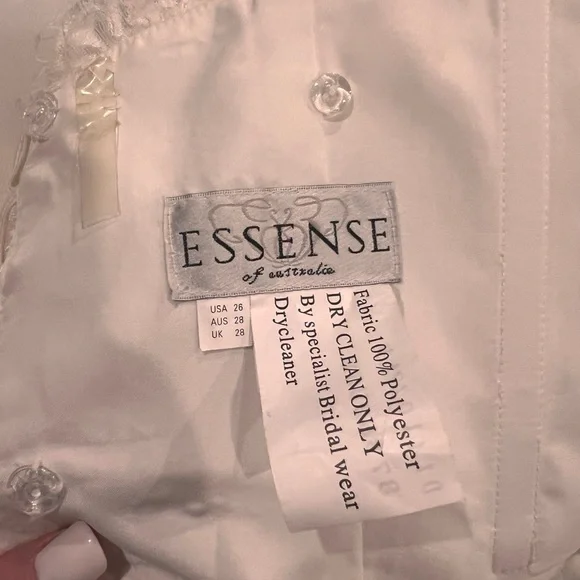 ESSENSE
of australia
USA 26
AUS 28
UK 28
Fabric 100% Polyester
DRY CLEAN ONLY
By specialist Bridal wear
Drycleaner